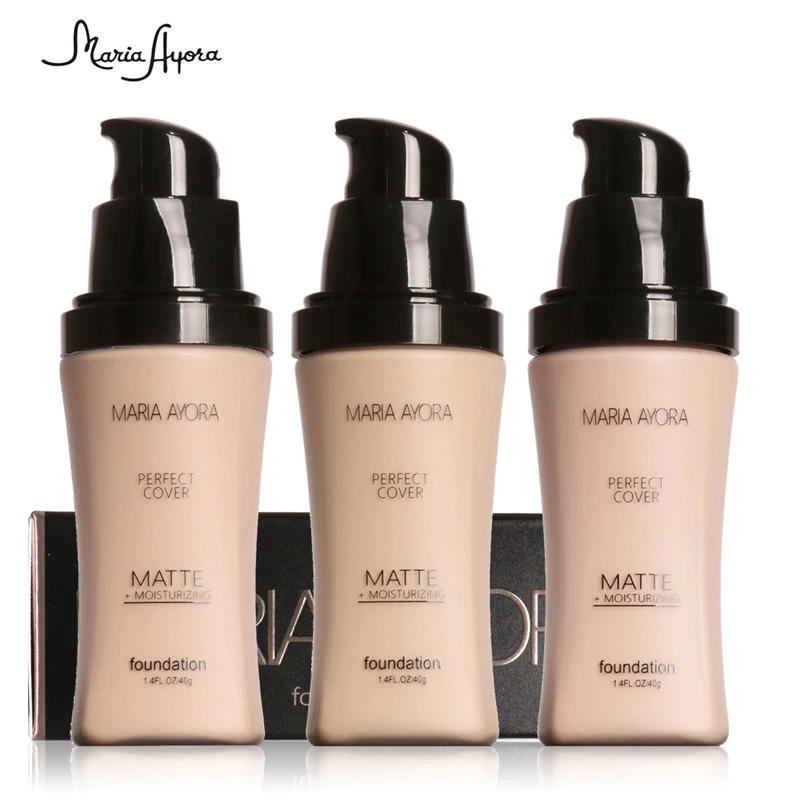 Maria Ayora
MARIA AYORA
PERFECT
COVER
MATTE
+ MOISTURIZING
foundation
1.4FL.OZ/40g
MARIA AYORA
PERFECT
COVER
MATTE
+ MOISTURIZING
foundation
1.4FL.OZ/40g
MARIA AYORA
PERFECT
COVER
MATTE
+ MOISTURIZING
foundation
1.4FL.OZ/40g